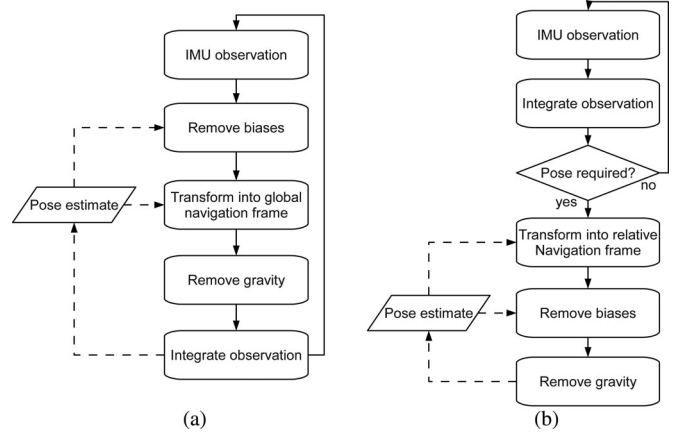 IMU observation
Remove biases
Pose estimate
Transform into global
navigation frame
Remove gravity
Integrate observation
(a)
IMU observation
Integrate observation
Pose required?
no
yes
Transform into relative
Navigation frame
Pose estimate
Remove biases
Remove gravity
(b)